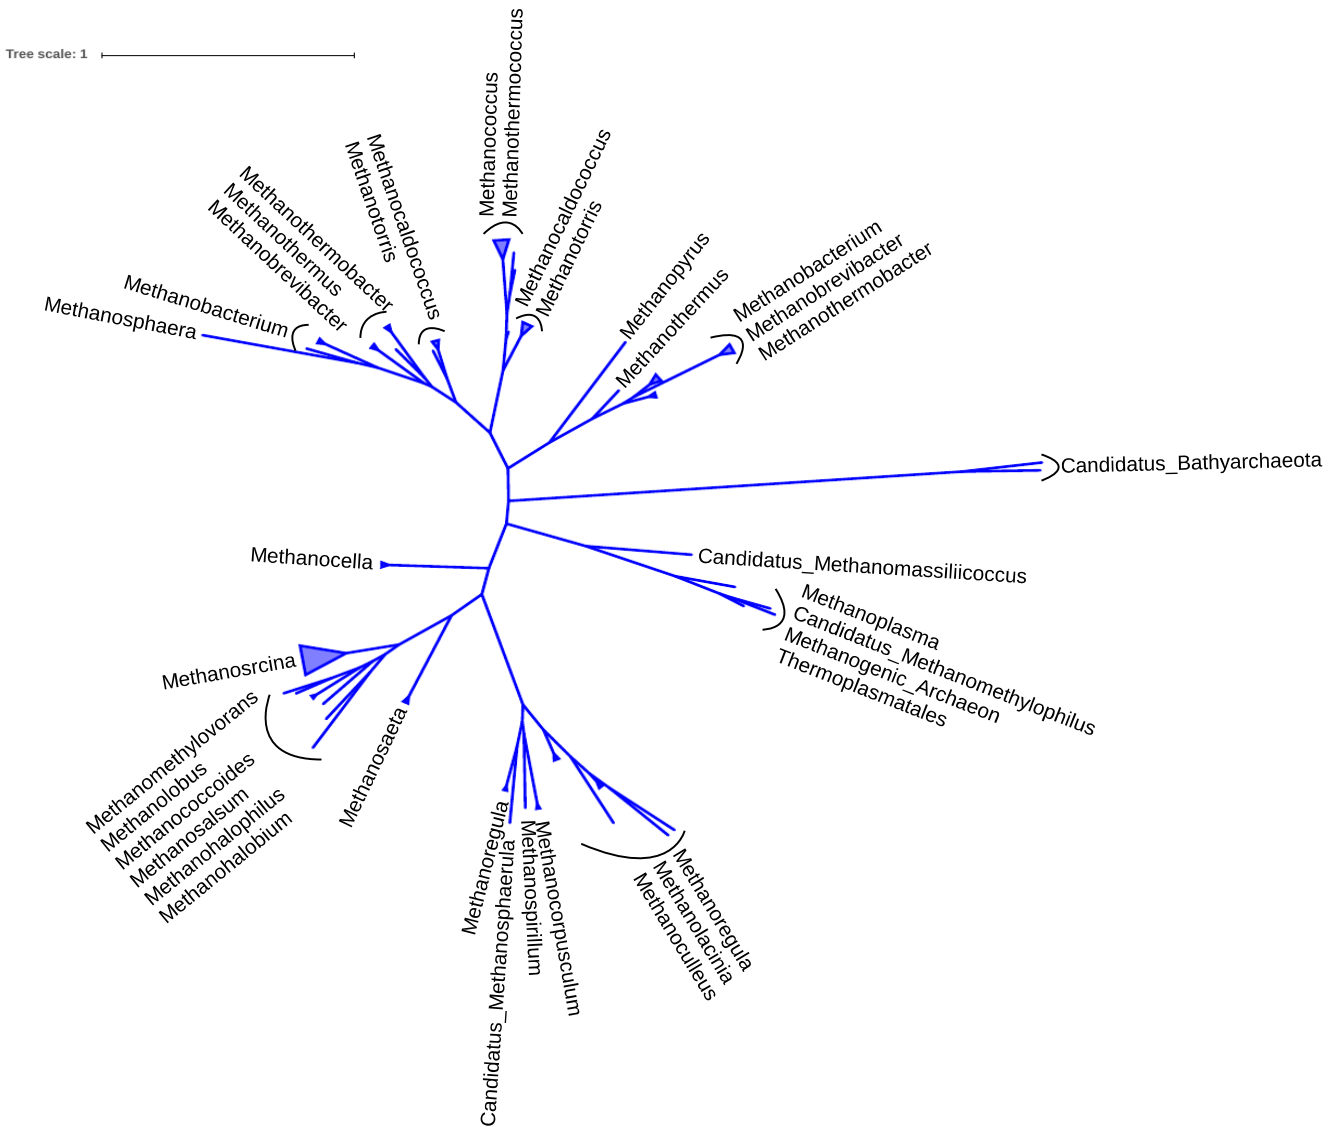 Tree scale: 1
Methanococcus
Methanothermococcus
Methanocaldococcus
Methanotorris
Methanocaldococcus
Methanotorris
Methanothermobacter
Methanothermus
Methanobrevibacter
Methanobacterium
Methanosphaera
Methanopyrus
Methanothermus
Methanobacterium
Methanobrevibacter
Methanothermobacter
Candidatus_Bathyarchaeota
Candidatus_Methanomassiliicoccus
Methanoplasma
Candidatus_Methanomethylophilus
Methanogenic_Archaeon
Thermoplasmatales
Methanocella
Methanosrcina
Methanomethylovorans
Methanolobus
Methanococcoides
Methanosalsum
Methanohalophilus
Methanohalobium
Methanosaeta
Methanoregula
Candidatus_Methanosphaerula
Methanospirillum
Methanocorpusculum
Methanoregula
Methanolacinia
Methanoculleus